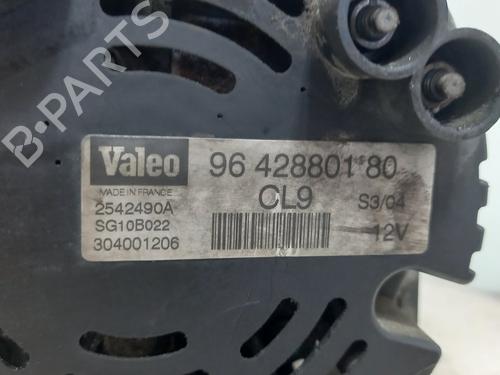 B-PARTS
Valeo
96 428801 80
MADE IN FRANCE
CL9
S3/04
2542490A
SG10B022
12V
304001206